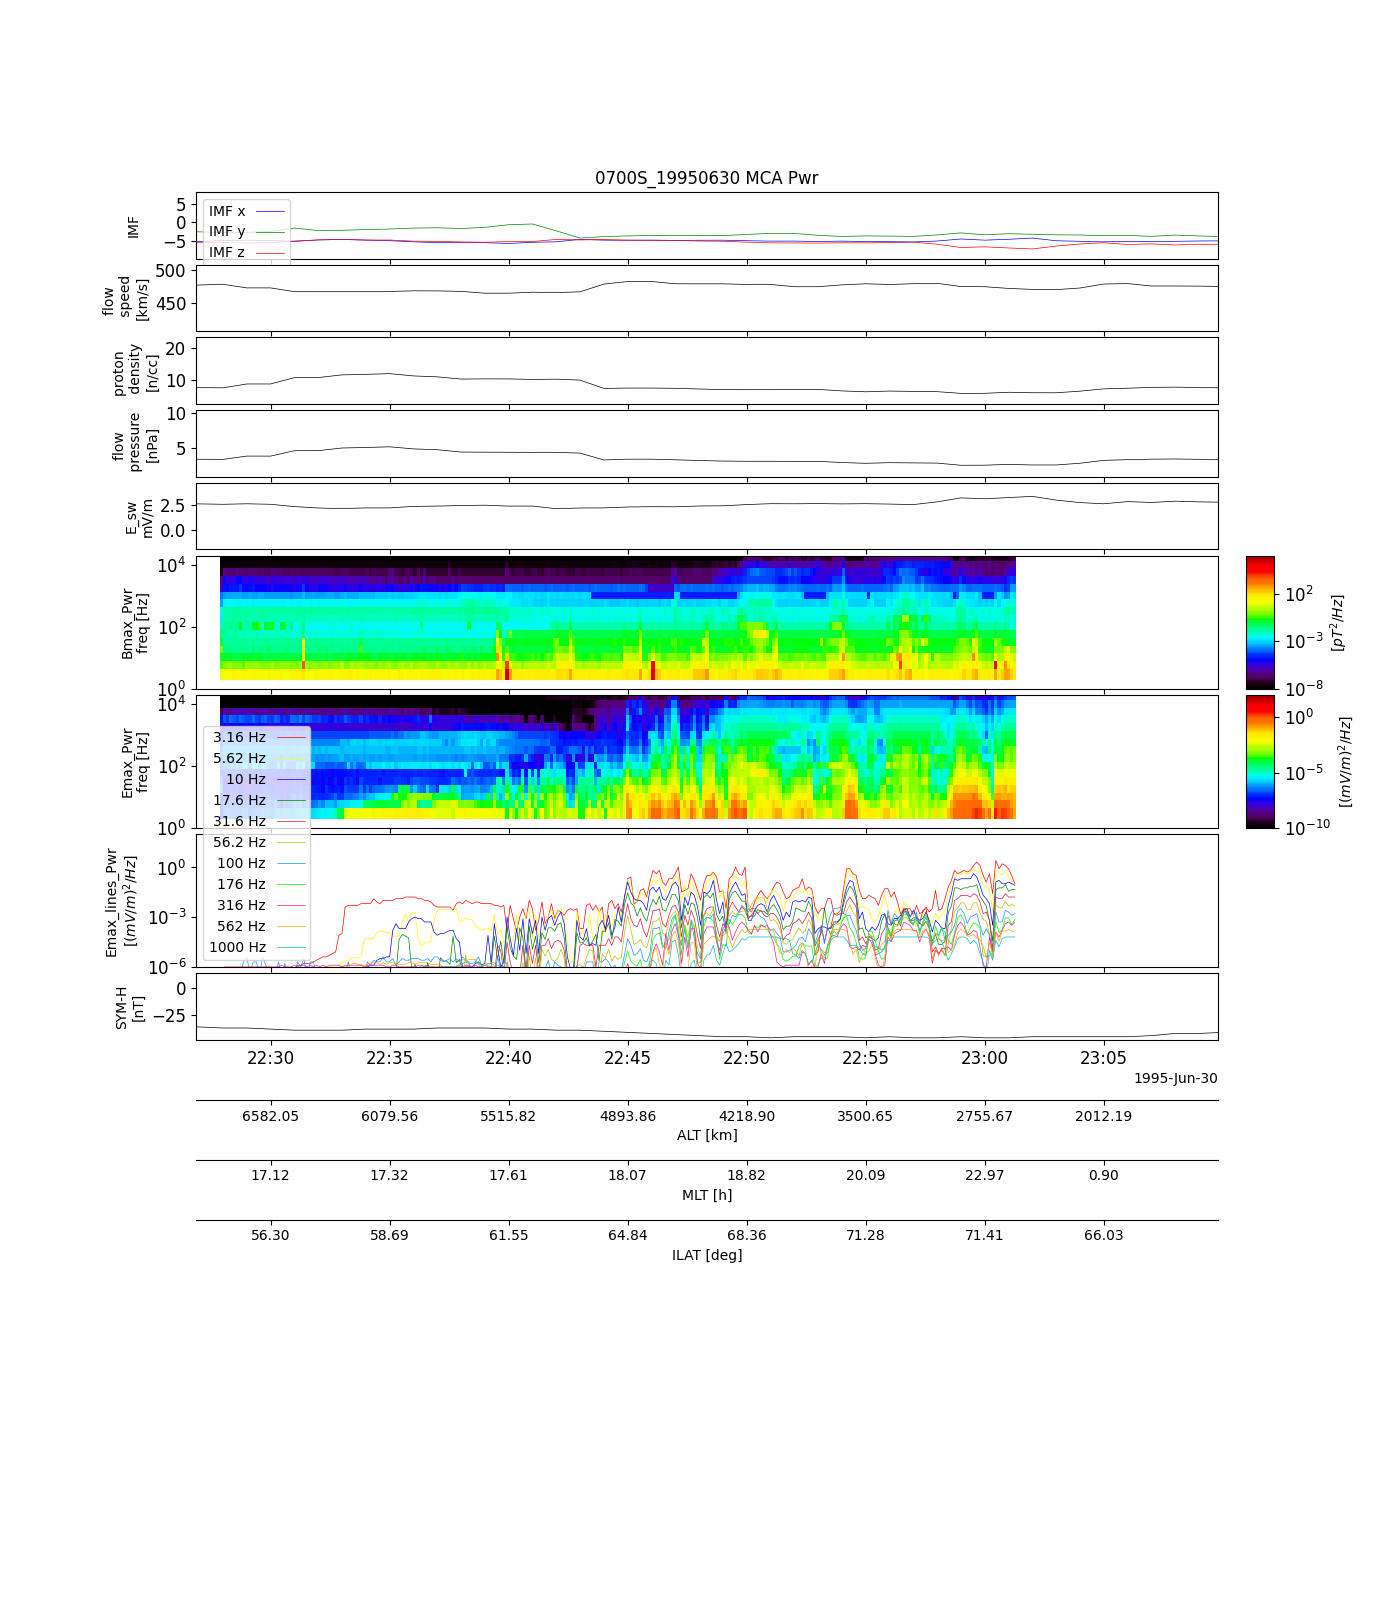 0700S_19950630 MCA Pwr
IMF
5
0
−5
IMF x
IMF y
IMF z
flow
speed
[km/s]
500
450
proton
density
[n/cc]
20
10
flow
pressure
[nPa]
10
5
E_sw
mV/m
2.5
0.0
Bmax_Pwr
freq [Hz]
10^4
10^2
10^0
10^2
10^−3
10^−8
[pT^2/Hz]
Emax_Pwr
freq [Hz]
10^4
10^2
10^0
10^0
10^−5
10^−10
[(mV/m)^2/Hz]
3.16 Hz
5.62 Hz
10 Hz
17.6 Hz
31.6 Hz
56.2 Hz
100 Hz
176 Hz
316 Hz
562 Hz
1000 Hz
Emax_lines_Pwr
[(mV/m)^2/Hz]
10^0
10^−3
10^−6
SYM-H
[nT]
0
−25
22:30 22:35 22:40 22:45 22:50 22:55 23:00 23:05
1995-Jun-30
6582.05 6079.56 5515.82 4893.86 4218.90 3500.65 2755.67 2012.19
ALT [km]
17.12 17.32 17.61 18.07 18.82 20.09 22.97 0.90
MLT [h]
56.30 58.69 61.55 64.84 68.36 71.28 71.41 66.03
ILAT [deg]